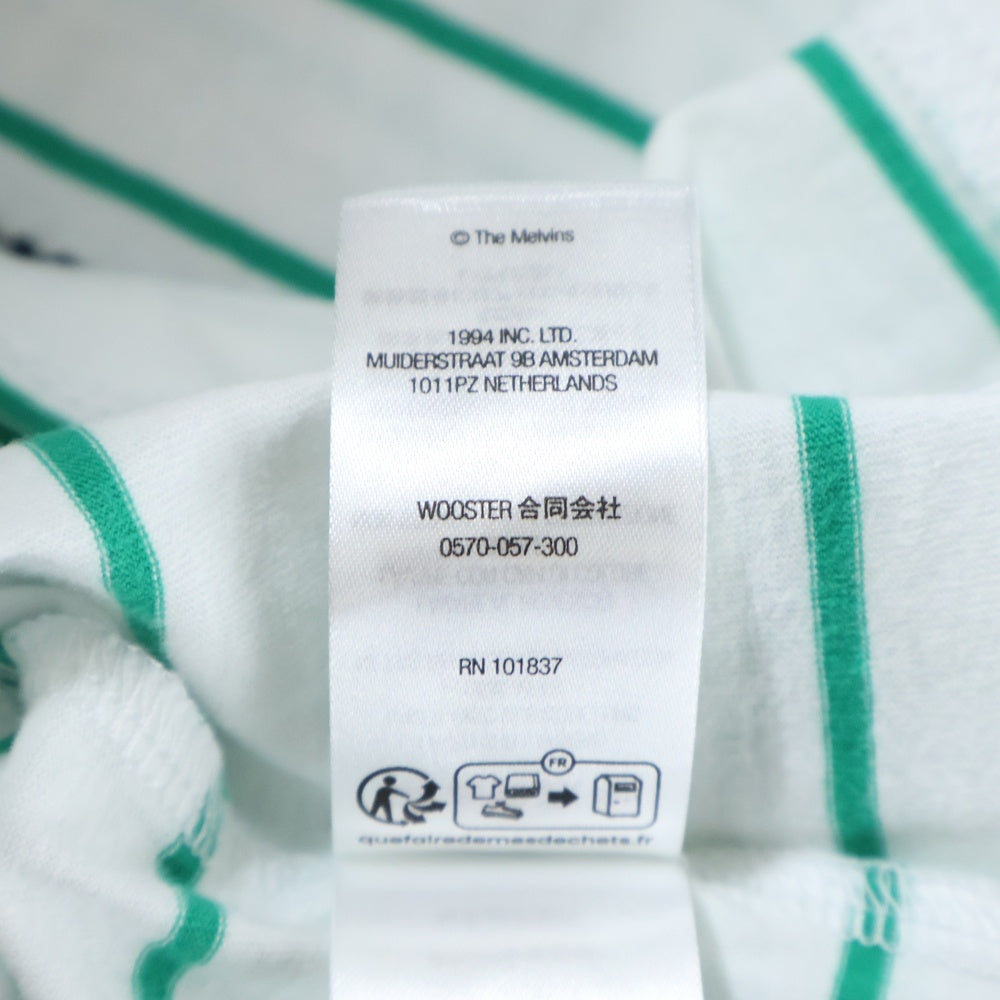 © The Melvins
1994 INC. LTD.
MUIDERSTRAAT 9B AMSTERDAM
1011PZ NETHERLANDS
WOOSTER 合同会社
0570-057-300
RN 101837
FR
quefairedemesdechets.fr